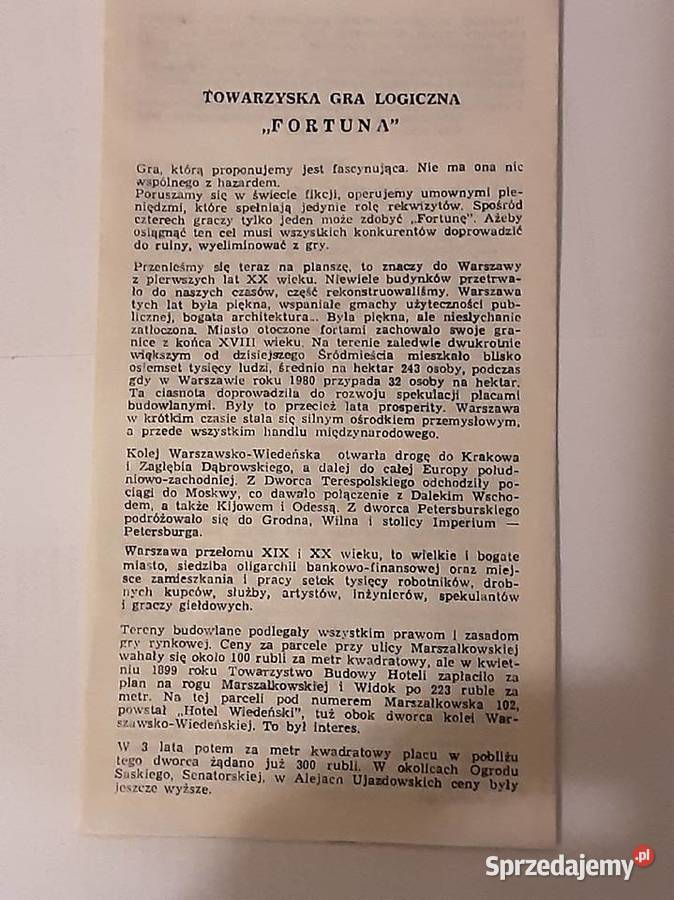 TOWARZYSKA GRA LOGICZNA
„FORTUNA”
Gra, którą proponujemy jest fascynująca. Nie ma ona nic
wspólnego z hazardem.
Poruszamy się w świecie fikcji, operujemy umownymi pie-
niędzmi, które spełniają jedynie rolę rekwizytów. Spośród
czterech graczy tylko jeden może zdobyć „Fortunę”. Ażeby
osiągnąć ten cel musi wszystkich konkurentów doprowadzić
do ruiny, wyeliminować z gry.
Przenieśmy się teraz na planszę, to znaczy do Warszawy
z pierwszych lat XX wieku. Niewiele budynków przetrwa-
ło do naszych czasów, część rekonstruowaliśmy. Warszawa
tych lat była piękna, wspaniałe gmachy użyteczności pub-
licznej, bogata architektura... Była piękna, ale niesłychanie
zatłoczona. Miasto otoczone fortami zachowało swoje gra-
nice z końca XVIII wieku. Na terenie zaledwie dwukrotnie
większym od dzisiejszego Śródmieścia mieszkało blisko
osiemset tysięcy ludzi, średnio na hektar 243 osoby, podczas
gdy w Warszawie roku 1980 przypada 32 osoby na hektar.
Ta ciasnota doprowadziła do rozwoju spekulacji placami
budowlanymi. Były to przecież lata prosperity. Warszawa
w krótkim czasie stała się silnym ośrodkiem przemysłowym,
a przede wszystkim handlu międzynarodowego.
Kolej Warszawsko-Wiedeńska otwarła drogę do Krakowa
i Zagłębia Dąbrowskiego, a dalej do całej Europy połud-
niowo-zachodniej. Z Dworca Terespolskiego odchodziły po-
ciągi do Moskwy, co dawało połączenie z Dalekim Wscho-
dem, a także Kijowem i Odessą. Z dworca Petersburskiego
podróżowało się do Grodna, Wilna i stolicy Imperium —
Petersburga.
Warszawa przełomu XIX i XX wieku, to wielkie i bogate
miasto, siedziba oligarchii bankowo-finansowej oraz miej-
sce zamieszkania i pracy setek tysięcy robotników, drob-
nych kupców, służby, artystów, inżynierów, spekulantów
i graczy giełdowych.
Tereny budowlane podlegały wszystkim prawom i zasadom
gry rynkowej. Ceny za parcele przy ulicy Marszałkowskiej
wahały się około 100 rubli za metr kwadratowy, ale w kwiet-
niu 1899 roku Towarzystwo Budowy Hoteli zapłaciło za
plan na rogu Marszałkowskiej i Widok po 223 ruble za
metr. Na tej parceli pod numerem Marszałkowska 102,
powstał „Hotel Wiedeński”, tuż obok dworca kolei War-
szawsko-Wiedeńskiej. To był interes.
W 3 lata potem za metr kwadratowy placu w pobliżu
tego dworca żądano już 300 rubli. W okolicach Ogrodu
Saskiego, Senatorskiej, w Alejach Ujazdowskich ceny były
jeszcze wyższe.
Sprzedajemy.pl